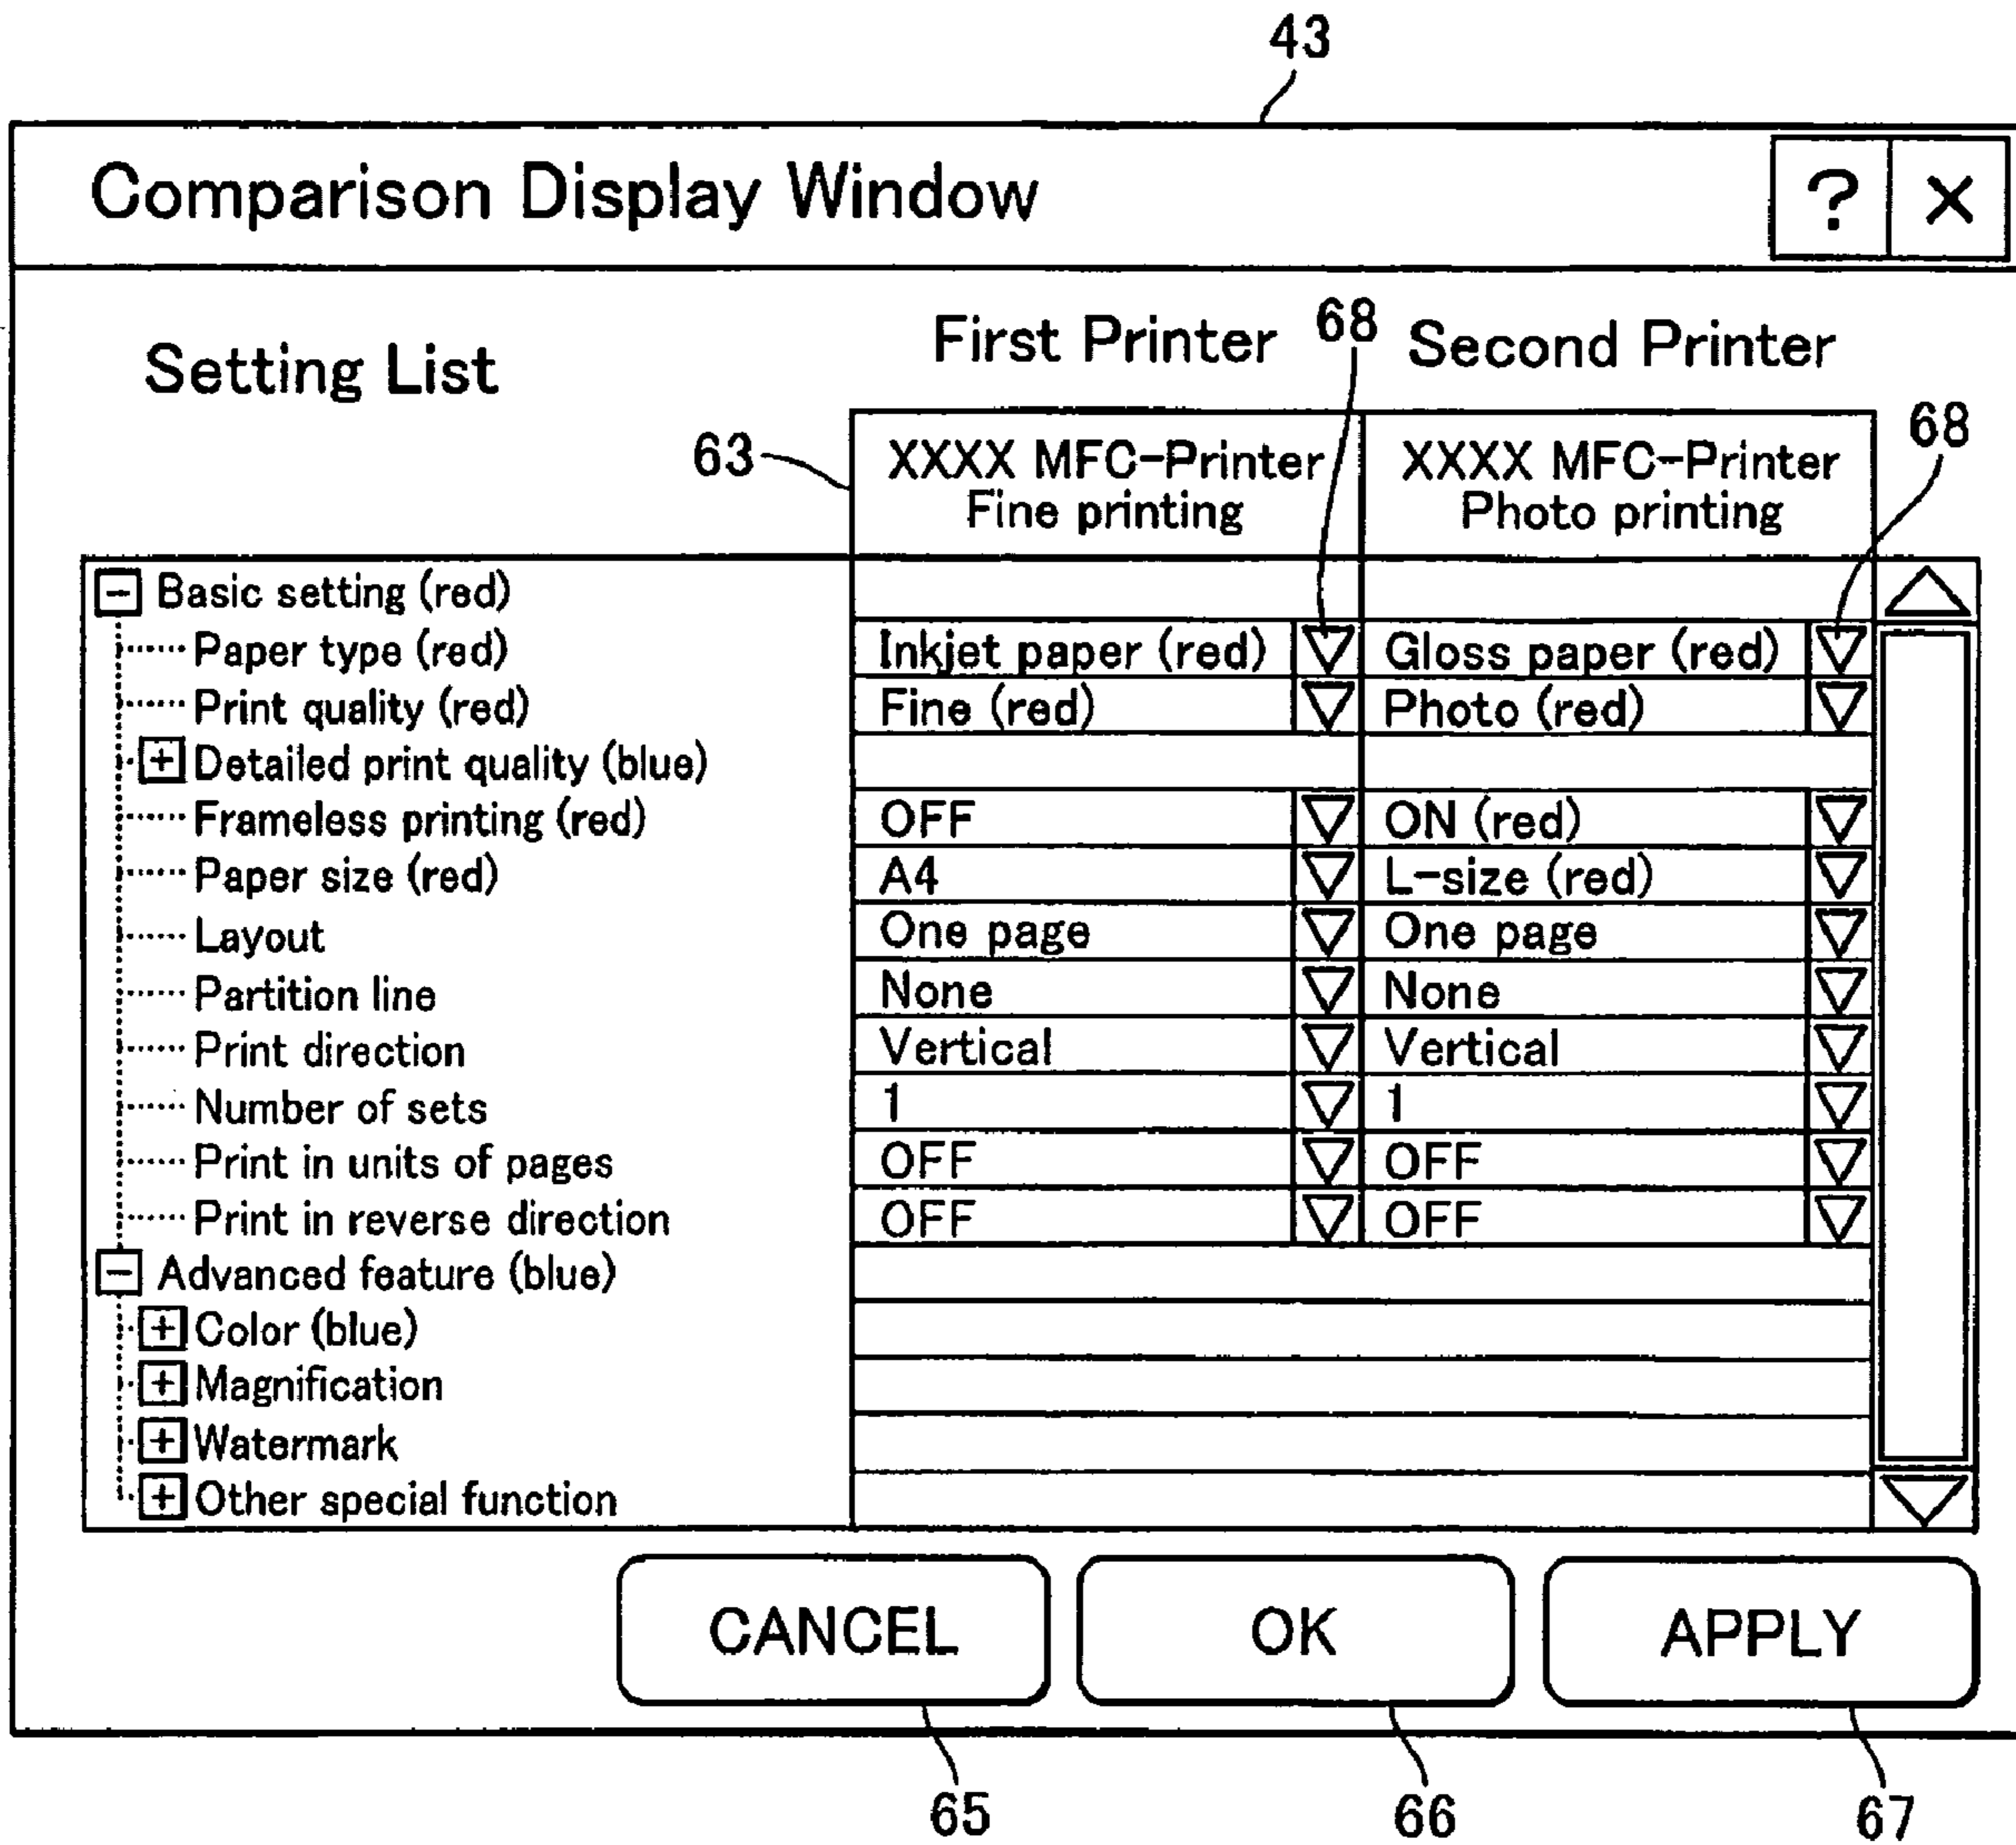 43
Comparison Display Window ? ×
Setting List First Printer 68 Second Printer
63 XXXX MFC-Printer XXXX MFC-Printer 68
Fine printing Photo printing
− Basic setting (red)
Paper type (red) Inkjet paper (red) Gloss paper (red)
Print quality (red) Fine (red) Photo (red)
+ Detailed print quality (blue)
Frameless printing (red) OFF ON (red)
Paper size (red) A4 L-size (red)
Layout One page One page
Partition line None None
Print direction Vertical Vertical
Number of sets 1 1
Print in units of pages OFF OFF
Print in reverse direction OFF OFF
− Advanced feature (blue)
+ Color (blue)
+ Magnification
+ Watermark
+ Other special function
CANCEL OK APPLY
65 66 67